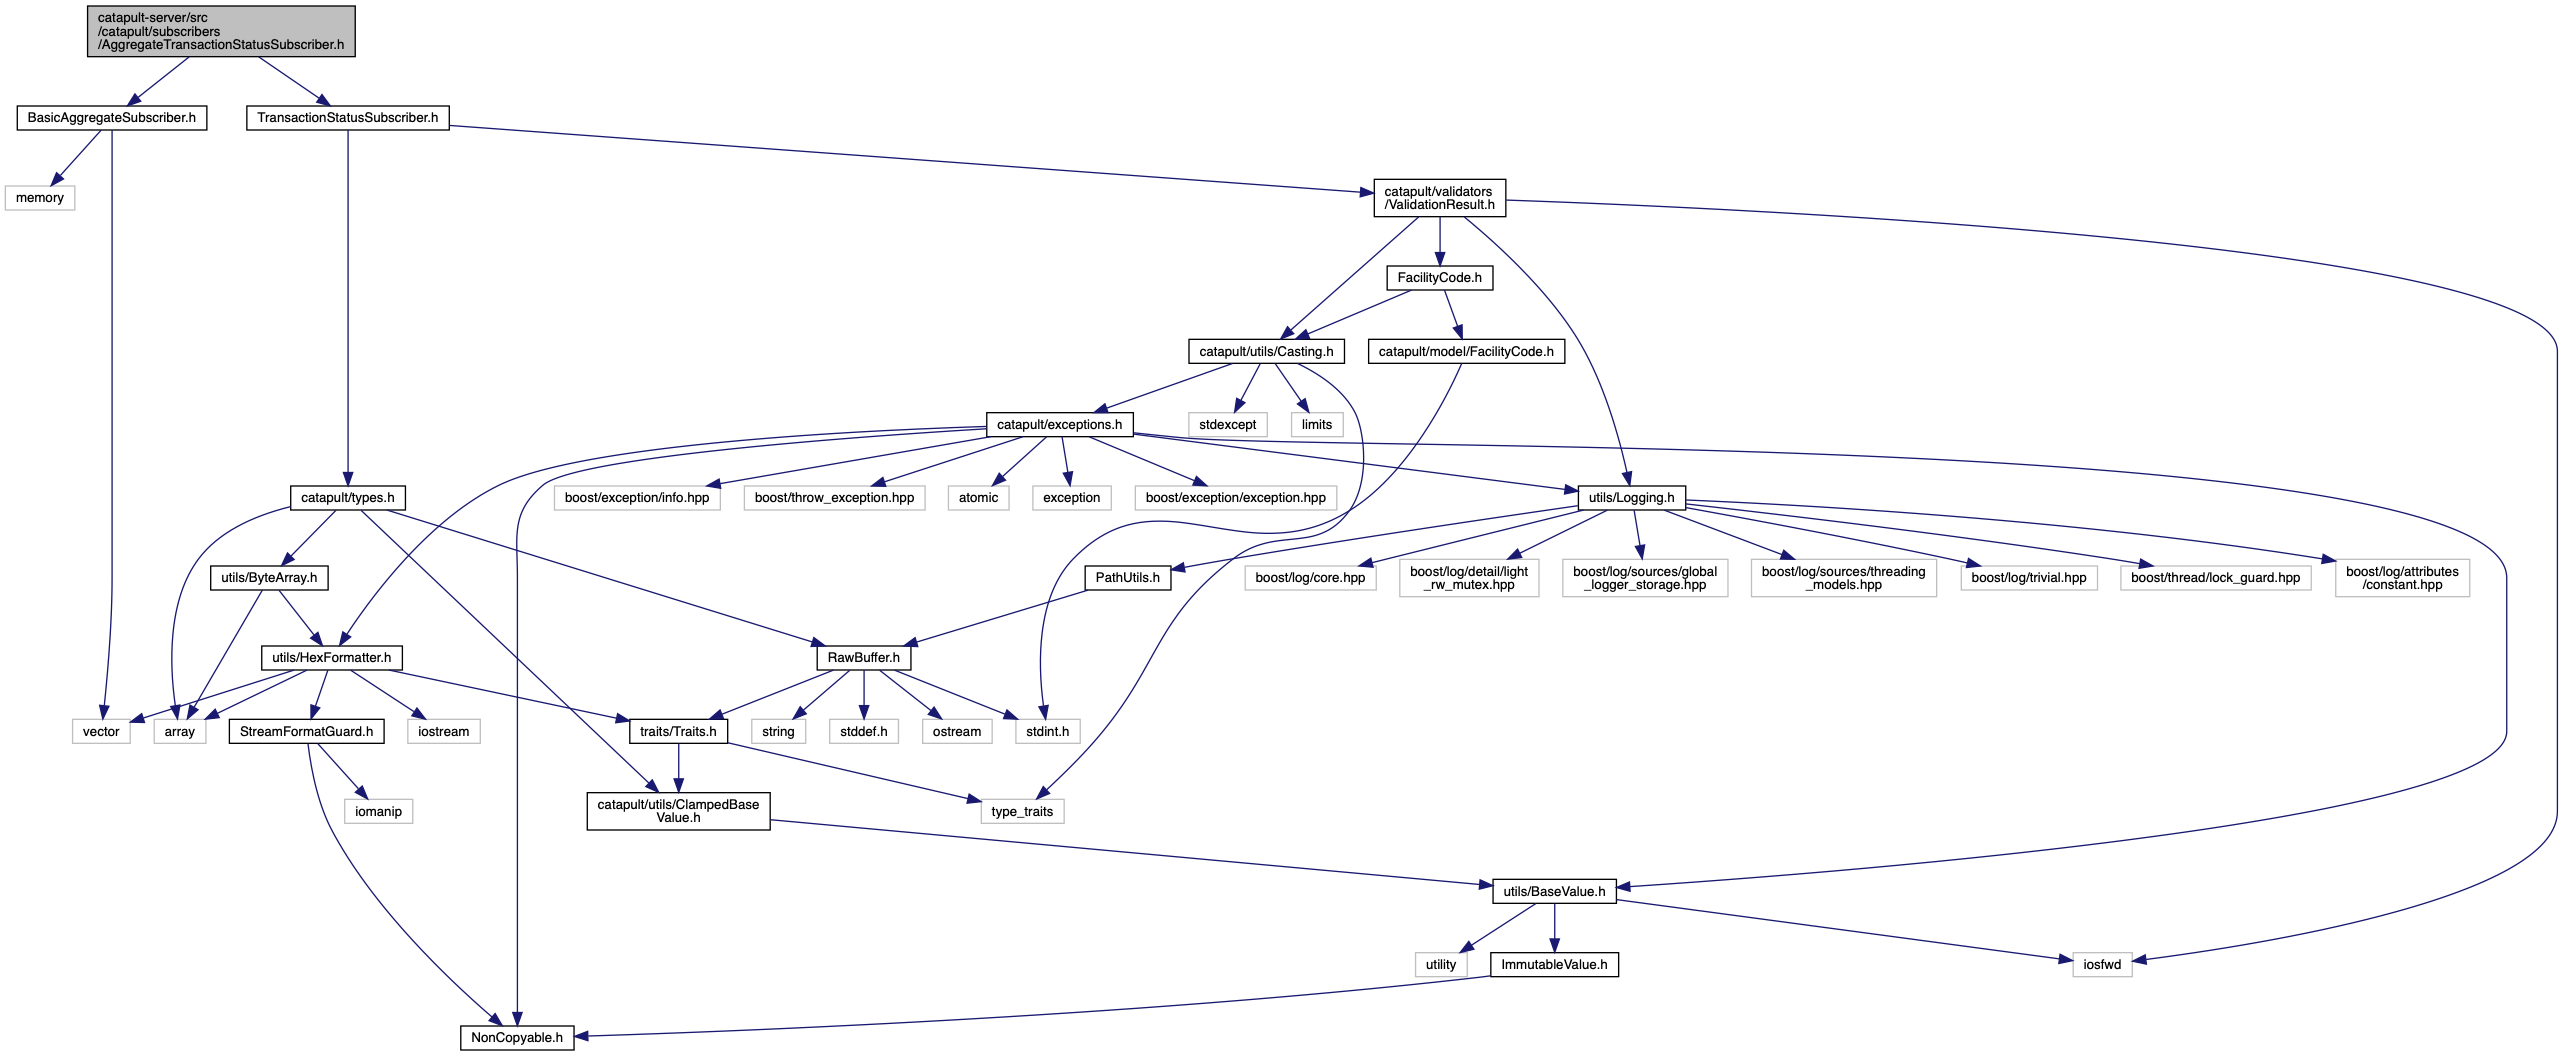 catapult-server/src
/catapult/subscribers
/AggregateTransactionStatusSubscriber.h
BasicAggregateSubscriber.h
TransactionStatusSubscriber.h
memory
catapult/validators
/ValidationResult.h
FacilityCode.h
catapult/utils/Casting.h
catapult/model/FacilityCode.h
catapult/exceptions.h
stdexcept
limits
catapult/types.h
boost/exception/info.hpp
boost/throw_exception.hpp
atomic
exception
boost/exception/exception.hpp
utils/Logging.h
utils/ByteArray.h
PathUtils.h
boost/log/core.hpp
boost/log/detail/light
_rw_mutex.hpp
boost/log/sources/global
_logger_storage.hpp
boost/log/sources/threading
_models.hpp
boost/log/trivial.hpp
boost/thread/lock_guard.hpp
boost/log/attributes
/constant.hpp
utils/HexFormatter.h
RawBuffer.h
vector
array
StreamFormatGuard.h
iostream
traits/Traits.h
string
stddef.h
ostream
stdint.h
iomanip
catapult/utils/ClampedBase
Value.h
type_traits
utils/BaseValue.h
utility
ImmutableValue.h
iosfwd
NonCopyable.h